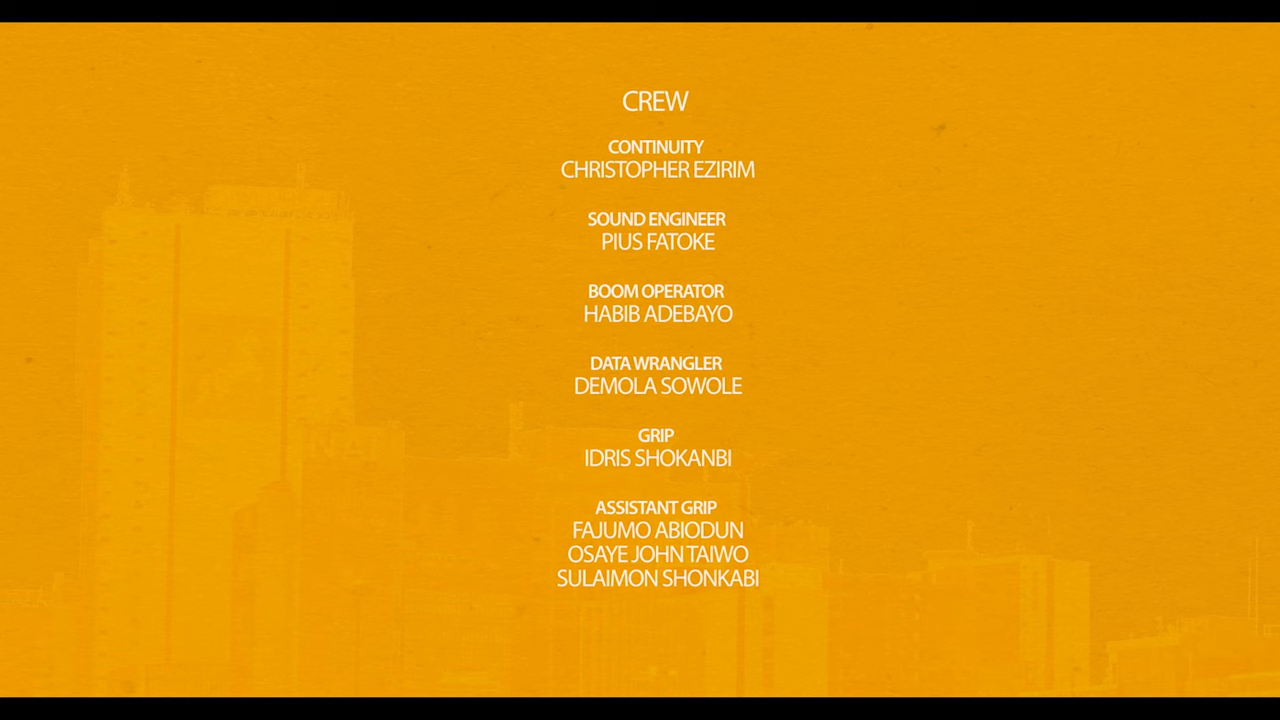 CREW
CONTINUITY
CHRISTOPHER EZIRIM
SOUND ENGINEER
PIUS FATOKE
BOOM OPERATOR
HABIB ADEBAYO
DATA WRANGLER
DEMOLA SOWOLE
GRIP
IDRIS SHOKANBI
ASSISTANT GRIP
FAJUMO ABIODUN
OSAYE JOHN TAIWO
SULAIMON SHONKABI